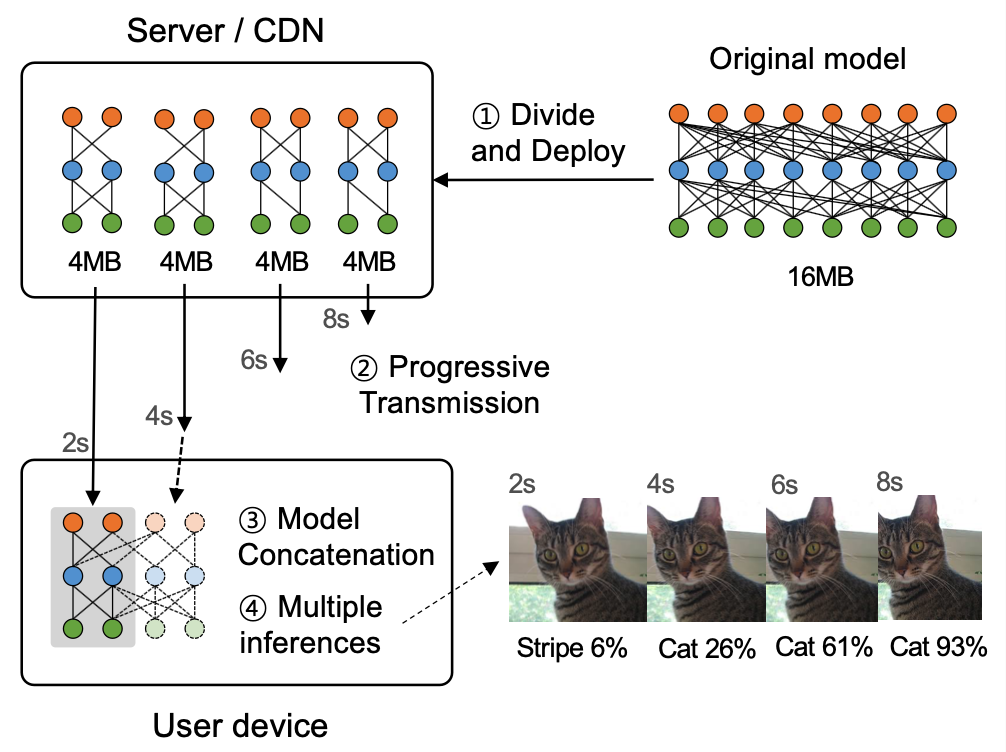 Server / CDN
Original model
① Divide
and Deploy
4MB 4MB 4MB 4MB
16MB
8s
6s
② Progressive
Transmission
4s
2s
③ Model
Concatenation
④ Multiple
inferences
2s 4s 6s 8s
Stripe 6% Cat 26% Cat 61% Cat 93%
User device